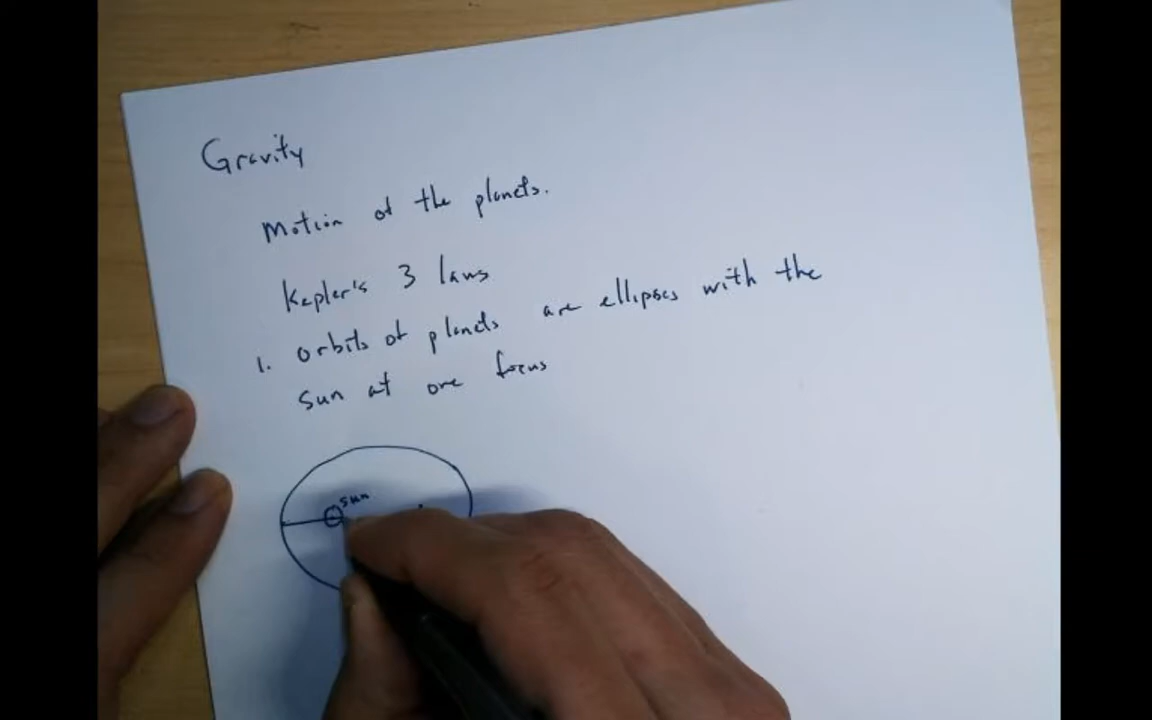 Gravity
Motion of the planets.
Kepler's 3 laws
1. Orbits of planets are ellipses with the
Sun at one focus
Sun